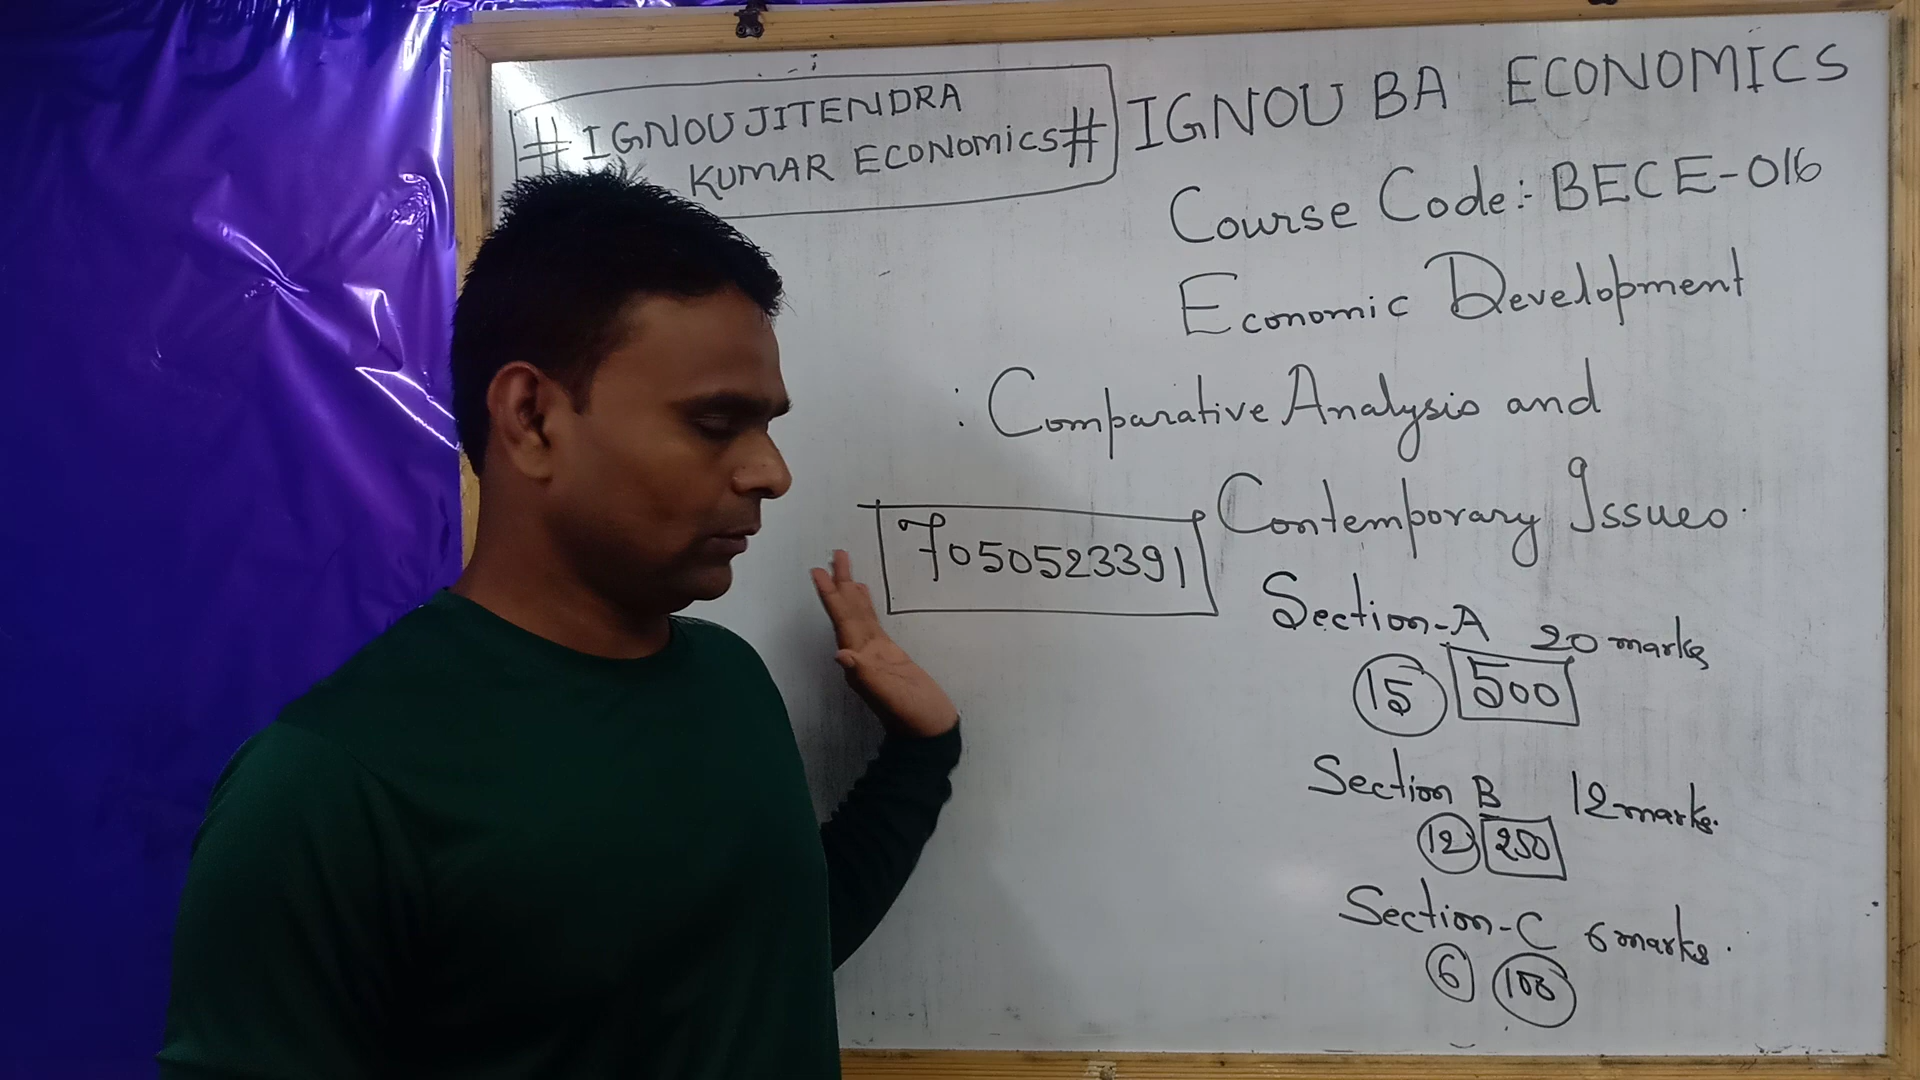 #IGNOU JITENDRA
KUMAR ECONOMICS#
IGNOU BA ECONOMICS
Course Code:- BECE-016
Economic Development
: Comparative Analysis and
Contemporary Issues.
7050523391
Section-A 20 marks
15 500
Section B 12 marks.
12 250
Section-C 6 marks.
6 100